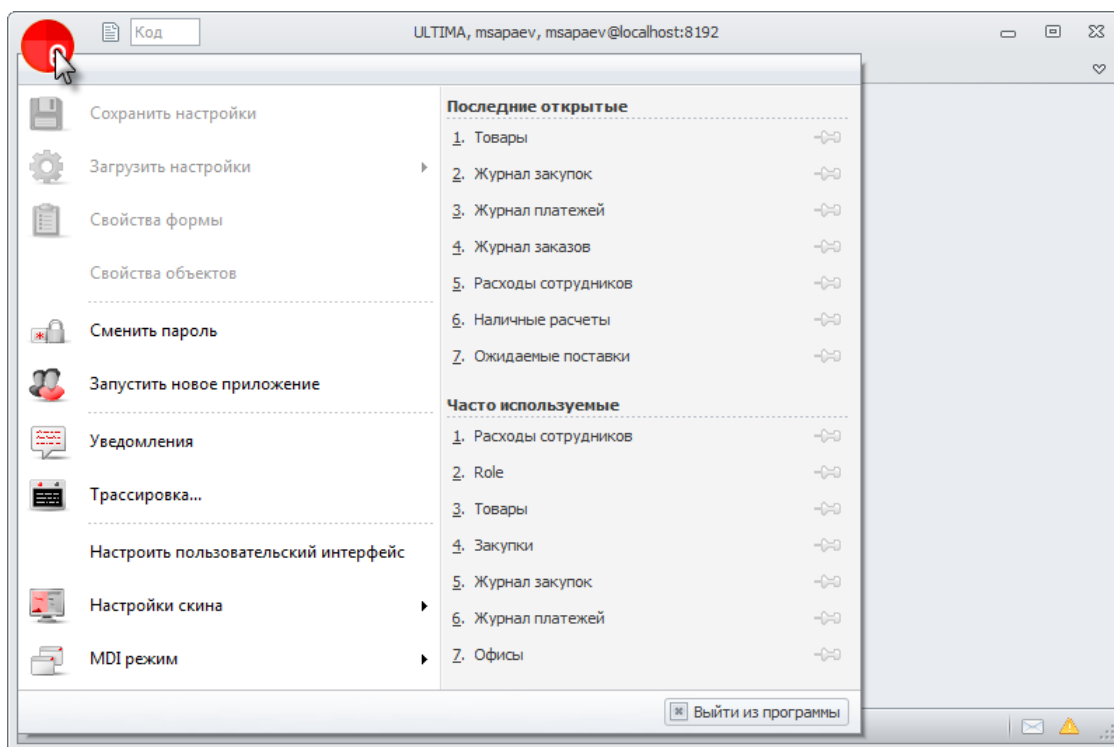 Код
ULTIMA, msapaev, msapaev@localhost:8192
Сохранить настройки
Загрузить настройки
Свойства формы
Свойства объектов
Сменить пароль
Запустить новое приложение
Уведомления
Трассировка...
Настроить пользовательский интерфейс
Настройки скина
MDI режим
Последние открытые
1. Товары
2. Журнал закупок
3. Журнал платежей
4. Журнал заказов
5. Расходы сотрудников
6. Наличные расчеты
7. Ожидаемые поставки
Часто используемые
1. Расходы сотрудников
2. Role
3. Товары
4. Закупки
5. Журнал закупок
6. Журнал платежей
7. Офисы
Выйти из программы